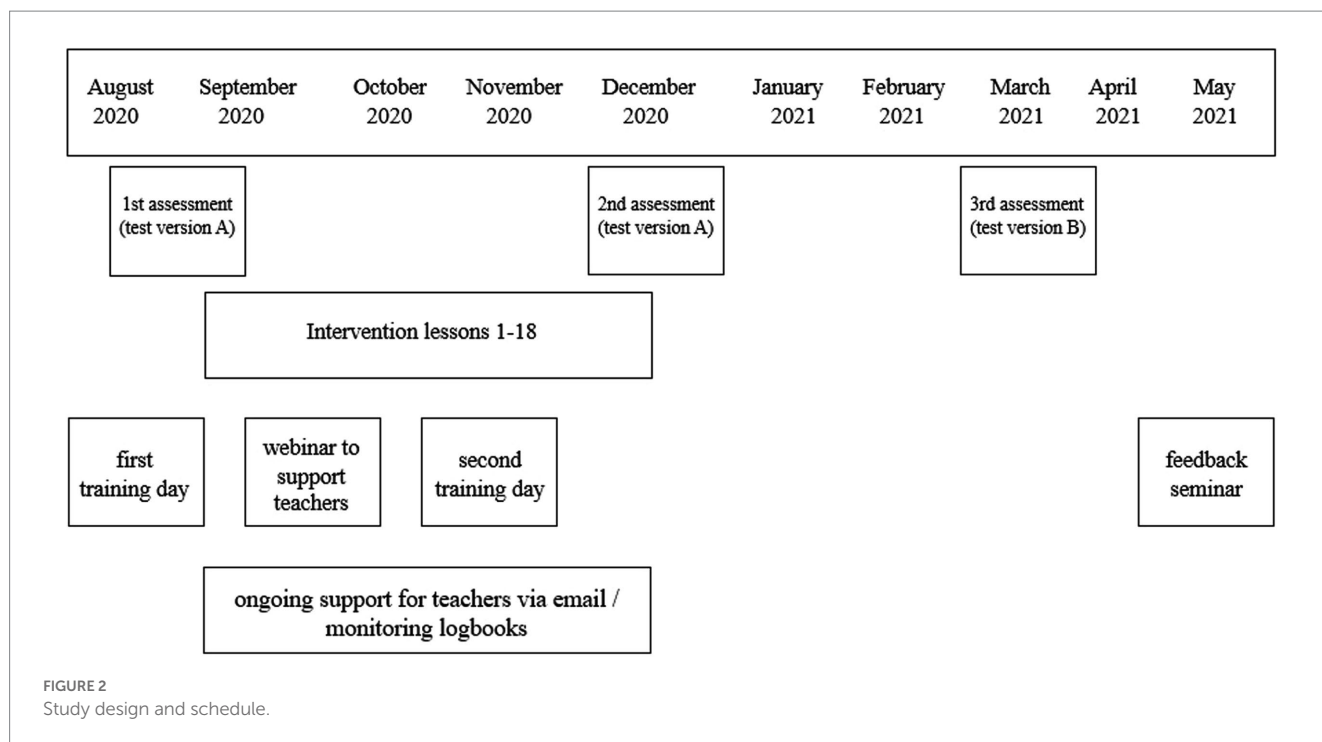 August 2020
September 2020
October 2020
November 2020
December 2020
January 2021
February 2021
March 2021
April 2021
May 2021
1st assessment
(test version A)
2nd assessment
(test version A)
3rd assessment
(test version B)
Intervention lessons 1-18
first
training day
webinar to
support
teachers
second
training day
feedback
seminar
ongoing support for teachers via email /
monitoring logbooks
FIGURE 2
Study design and schedule.